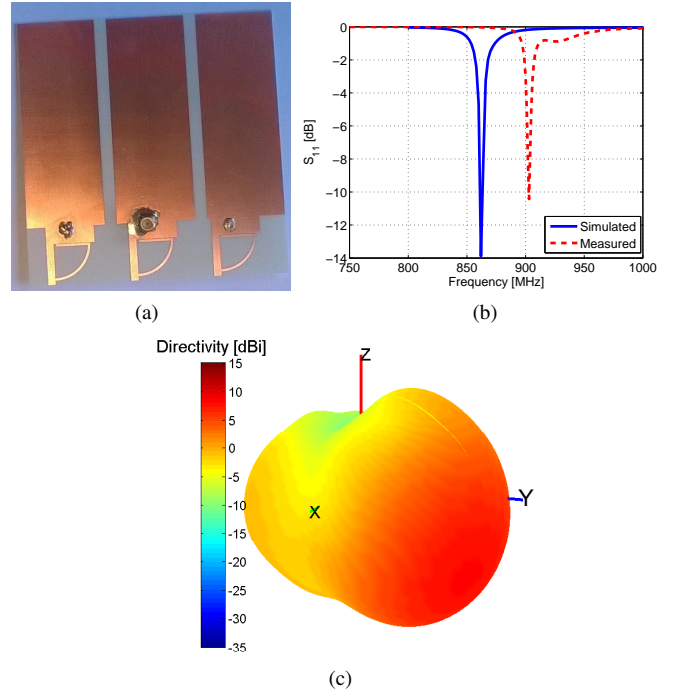 0
−2
−4
−6
−8
−10
−12
−14
S11 [dB]
750 800 850 900 950 1000
Frequency [MHz]
Simulated
Measured
(a)
(b)
Directivity [dBi]
15
10
5
0
-5
-10
-15
-20
-25
-30
-35
Z
Y
X
(c)